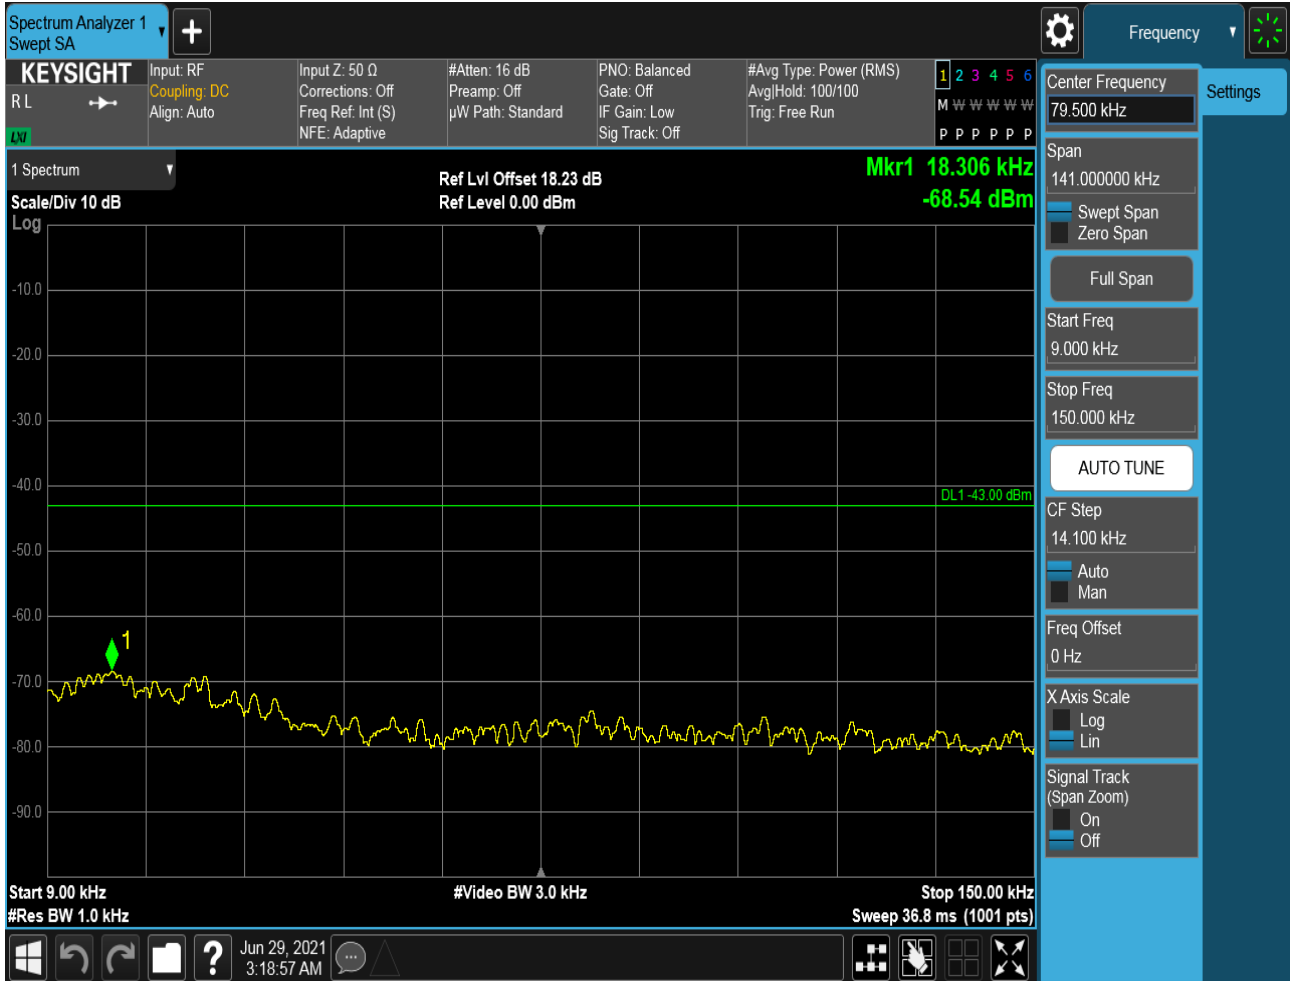 Spectrum Analyzer 1
Swept SA
Frequency
KEYSIGHT
R L
LXI
Input: RF
Coupling: DC
Align: Auto
Input Z: 50 Ω
Corrections: Off
Freq Ref: Int (S)
NFE: Adaptive
#Atten: 16 dB
Preamp: Off
µW Path: Standard
PNO: Balanced
Gate: Off
IF Gain: Low
Sig Track: Off
#Avg Type: Power (RMS)
Avg|Hold: 100/100
Trig: Free Run
1 2 3 4 5 6
M W W W W W
P P P P P P
1 Spectrum
Scale/Div 10 dB
Log
Ref Lvl Offset 18.23 dB
Ref Level 0.00 dBm
Mkr1 18.306 kHz
-68.54 dBm
-10.0
-20.0
-30.0
-40.0
DL1 -43.00 dBm
-50.0
-60.0
1
-70.0
-80.0
-90.0
Start 9.00 kHz
#Video BW 3.0 kHz
Stop 150.00 kHz
#Res BW 1.0 kHz
Sweep 36.8 ms (1001 pts)
Jun 29, 2021
3:18:57 AM
Center Frequency
79.500 kHz
Settings
Span
141.000000 kHz
Swept Span
Zero Span
Full Span
Start Freq
9.000 kHz
Stop Freq
150.000 kHz
AUTO TUNE
CF Step
14.100 kHz
Auto
Man
Freq Offset
0 Hz
X Axis Scale
Log
Lin
Signal Track
(Span Zoom)
On
Off